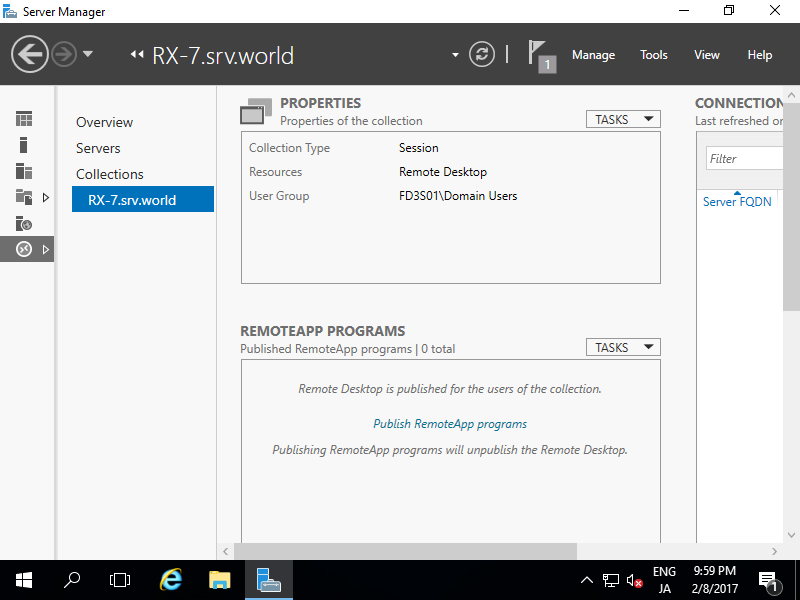 Server Manager
RX-7.srv.world
1
Manage
Tools
View
Help
Overview
Servers
Collections
RX-7.srv.world
PROPERTIES
Properties of the collection
TASKS
Collection Type Session
Resources Remote Desktop
User Group FD3S01\Domain Users
REMOTEAPP PROGRAMS
Published RemoteApp programs | 0 total
TASKS
Remote Desktop is published for the users of the collection.
Publish RemoteApp programs
Publishing RemoteApp programs will unpublish the Remote Desktop.
CONNECTION
Last refreshed on
Filter
Server FQDN
ENG
JA
9:59 PM
2/8/2017
1